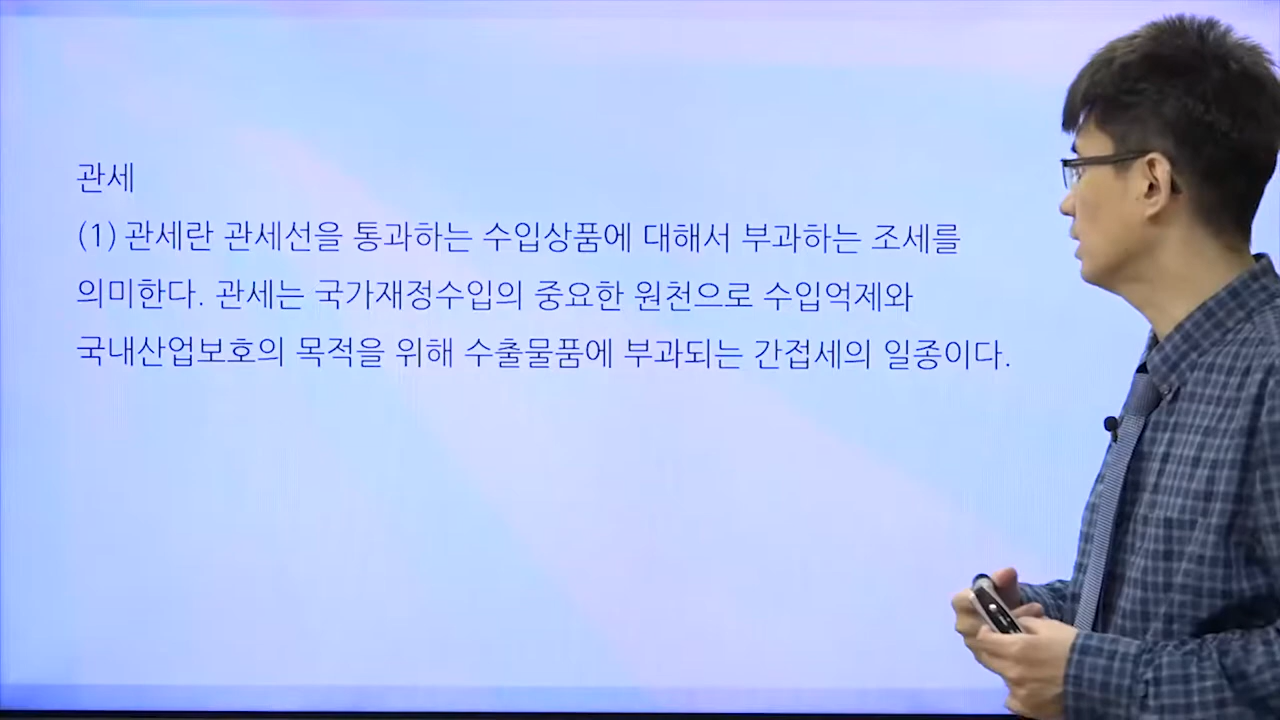 관세
(1) 관세란 관세선을 통과하는 수입상품에 대해서 부과하는 조세를
의미한다. 관세는 국가재정수입의 중요한 원천으로 수입억제와
국내산업보호의 목적을 위해 수출물품에 부과되는 간접세의 일종이다.